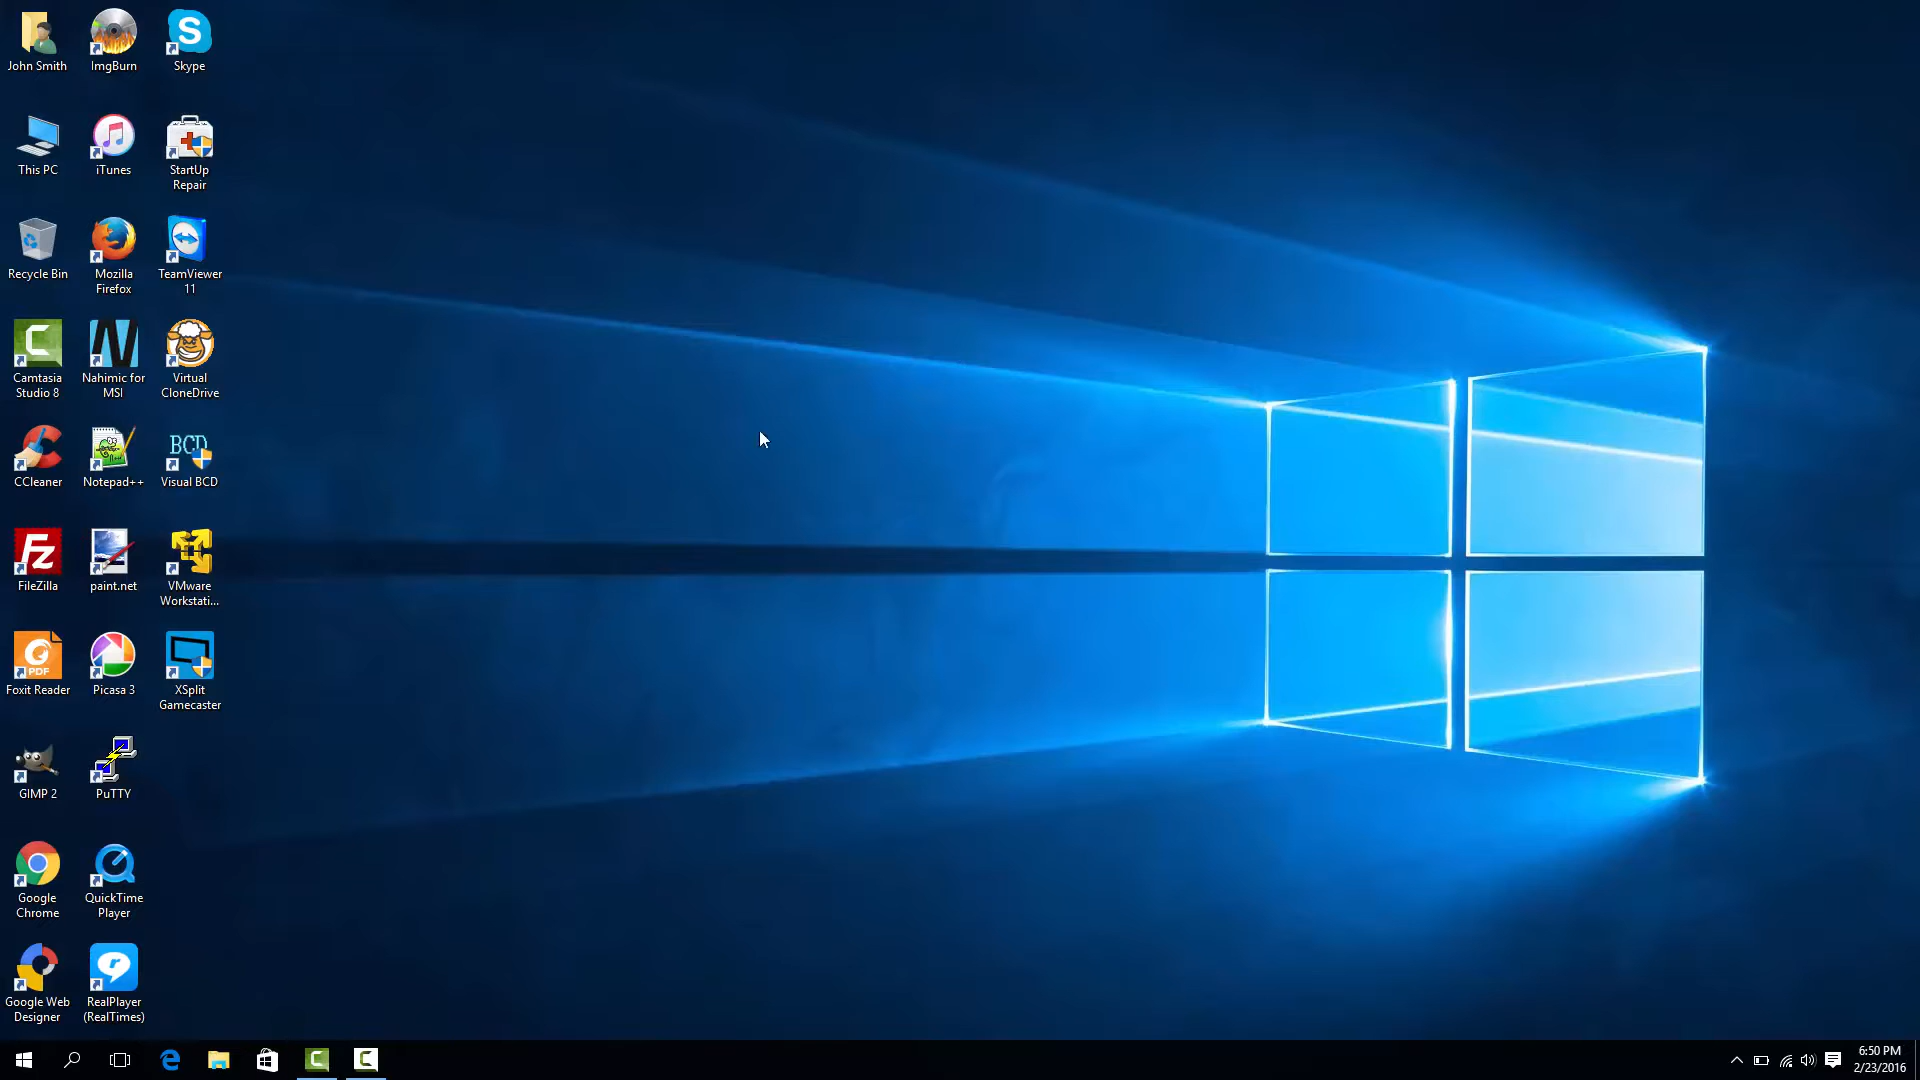 John Smith
ImgBurn
Skype
This PC
iTunes
StartUp
Repair
Recycle Bin
Mozilla
Firefox
TeamViewer
11
Camtasia
Studio 8
Nahimic for
MSI
Virtual
CloneDrive
CCleaner
Notepad++
BCD
Visual BCD
FileZilla
paint.net
VMware
Workstati...
PDF
Foxit Reader
Picasa 3
XSplit
Gamecaster
GIMP 2
PuTTY
Google
Chrome
QuickTime
Player
Google Web
Designer
RealPlayer
(RealTimes)
6:50 PM
2/23/2016